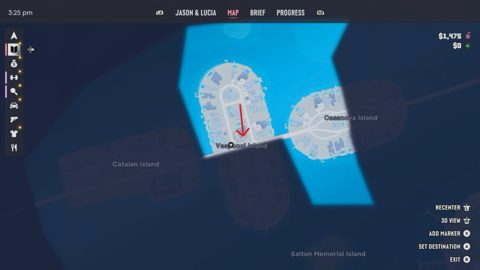 3:25 pm
JASON & LUCIA
MAP
BRIEF
PROGRESS
$1,475
$0
Casanova Island
Catalan Island
Salton Memorial Island
RECENTER
3D VIEW
ADD MARKER
SET DESTINATION
EXIT